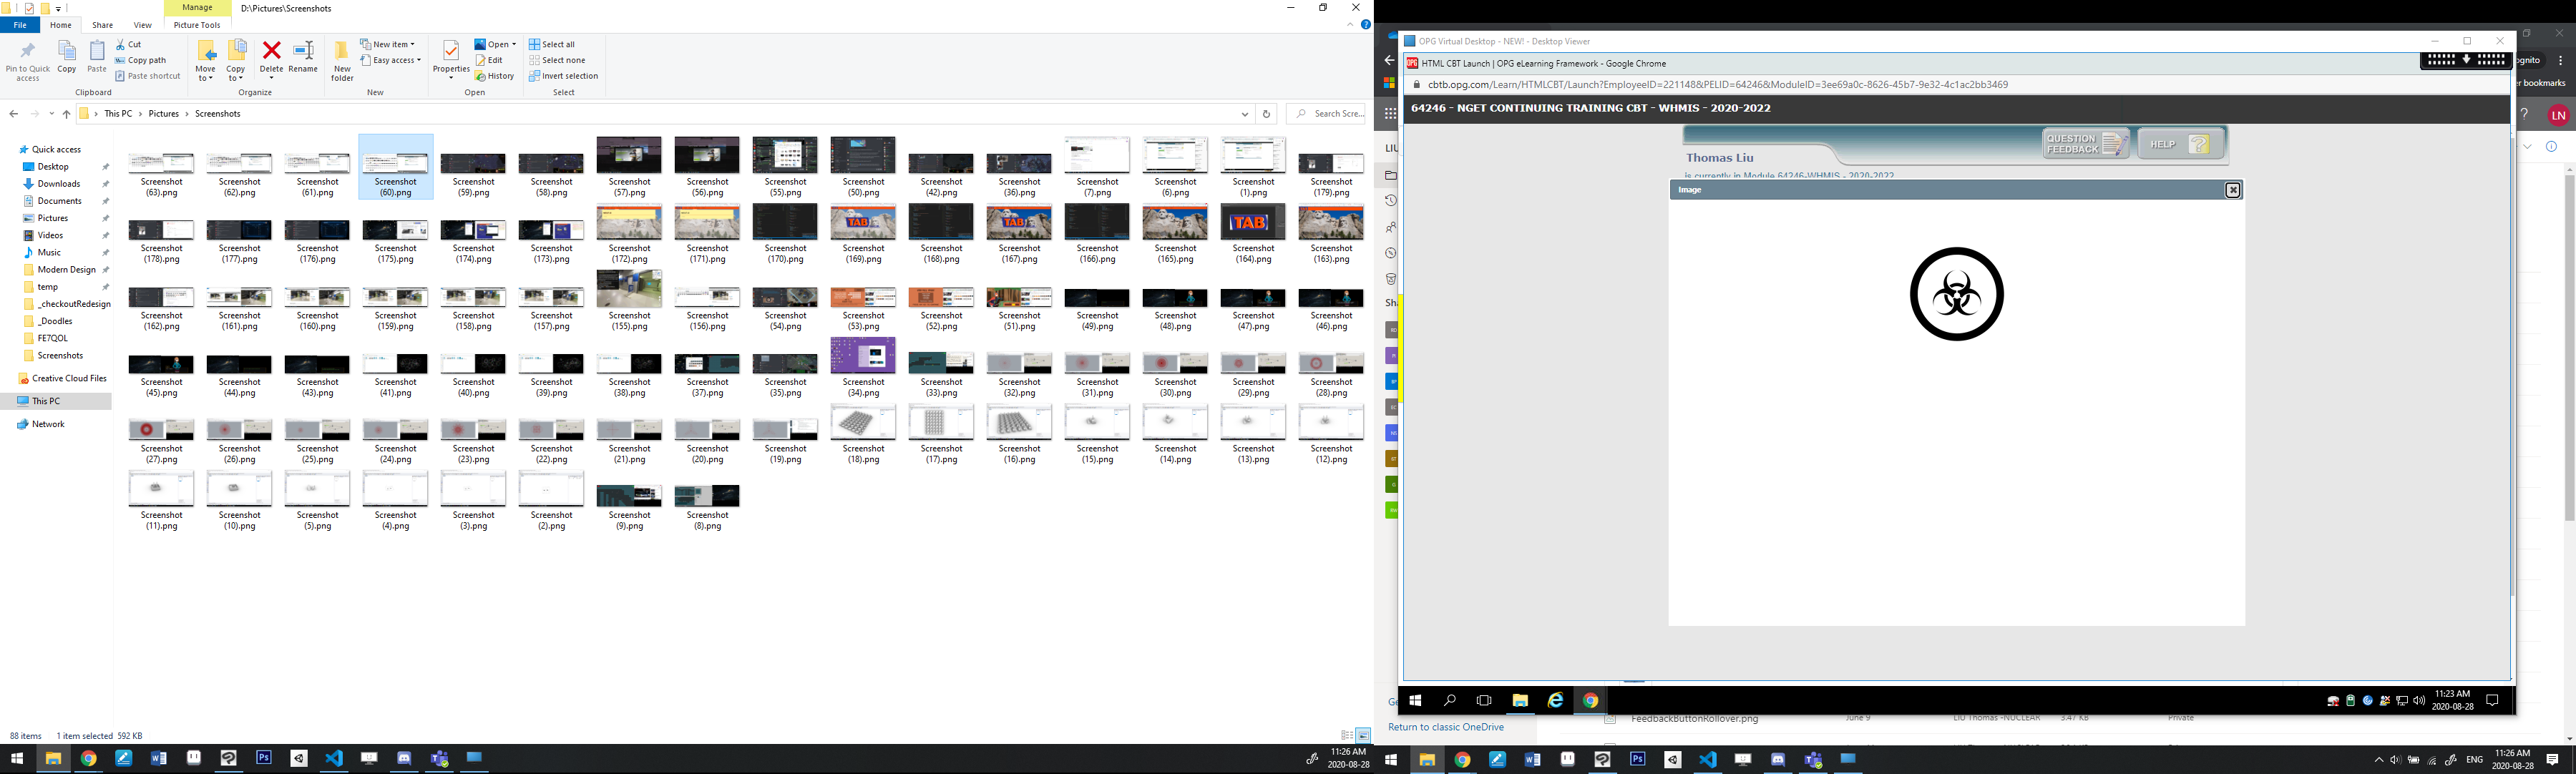 Manage
D:\Pictures\Screenshots
File
Home
Share
View
Picture Tools
Pin to Quick access
Copy
Paste
Cut
Copy path
Paste shortcut
Clipboard
Move to
Copy to
Delete
Rename
Organize
New folder
New item
Easy access
New
Properties
Open
Edit
History
Open
Select all
Select none
Invert selection
Select
This PC
Pictures
Screenshots
Search Scre...
Quick access
Desktop
Downloads
Documents
Pictures
Videos
Music
Modern Design
temp
_checkoutRedesign
_Doodles
FE7QOL
Screenshots
Creative Cloud Files
This PC
Network
Screenshot (63).png
Screenshot (62).png
Screenshot (61).png
Screenshot (60).png
Screenshot (59).png
Screenshot (58).png
Screenshot (57).png
Screenshot (56).png
Screenshot (55).png
Screenshot (50).png
Screenshot (42).png
Screenshot (36).png
Screenshot (7).png
Screenshot (6).png
Screenshot (1).png
Screenshot (179).png
Screenshot (178).png
Screenshot (177).png
Screenshot (176).png
Screenshot (175).png
Screenshot (174).png
Screenshot (173).png
Screenshot (172).png
Screenshot (171).png
Screenshot (170).png
TAB
Screenshot (169).png
Screenshot (168).png
TAB
Screenshot (167).png
Screenshot (166).png
Screenshot (165).png
TAB
Screenshot (164).png
Screenshot (163).png
Screenshot (162).png
Screenshot (161).png
Screenshot (160).png
Screenshot (159).png
Screenshot (158).png
Screenshot (157).png
Screenshot (155).png
Screenshot (156).png
Screenshot (54).png
Screenshot (53).png
Screenshot (52).png
Screenshot (51).png
Screenshot (49).png
Screenshot (48).png
Screenshot (47).png
Screenshot (46).png
Screenshot (45).png
Screenshot (44).png
Screenshot (43).png
Screenshot (41).png
Screenshot (40).png
Screenshot (39).png
Screenshot (38).png
Screenshot (37).png
Screenshot (35).png
Screenshot (34).png
Screenshot (33).png
Screenshot (32).png
Screenshot (31).png
Screenshot (30).png
Screenshot (29).png
Screenshot (28).png
Screenshot (27).png
Screenshot (26).png
Screenshot (25).png
Screenshot (24).png
Screenshot (23).png
Screenshot (22).png
Screenshot (21).png
Screenshot (20).png
Screenshot (19).png
Screenshot (18).png
Screenshot (17).png
Screenshot (16).png
Screenshot (15).png
Screenshot (14).png
Screenshot (13).png
Screenshot (12).png
Screenshot (11).png
Screenshot (10).png
Screenshot (5).png
Screenshot (4).png
Screenshot (3).png
Screenshot (2).png
Screenshot (9).png
Screenshot (8).png
88 items
1 item selected 592 KB
11:26 AM
2020-08-28
OPG Virtual Desktop - NEW! - Desktop Viewer
HTML CBT Launch | OPG eLearning Framework - Google Chrome
cbtb.opg.com/Learn/HTMLCBT/Launch?EmployeeID=221148&PELID=64246&ModuleID=3ee69a0c-8626-45b7-9e32-4c1ac2bb3469
64246 - NGET CONTINUING TRAINING CBT - WHMIS - 2020-2022
Thomas Liu
is currently in Module 64246-WHMIS - 2020-2022
QUESTION FEEDBACK
HELP
Image
ognito
r bookmarks
LN
LIU
Sha
Ge
Return to classic OneDrive
11:23 AM
2020-08-28
FeedbackButtonRollover.png
June 9
LIU Thomas -NUCLEAR
3.47 KB
Private
ENG
11:26 AM
2020-08-28